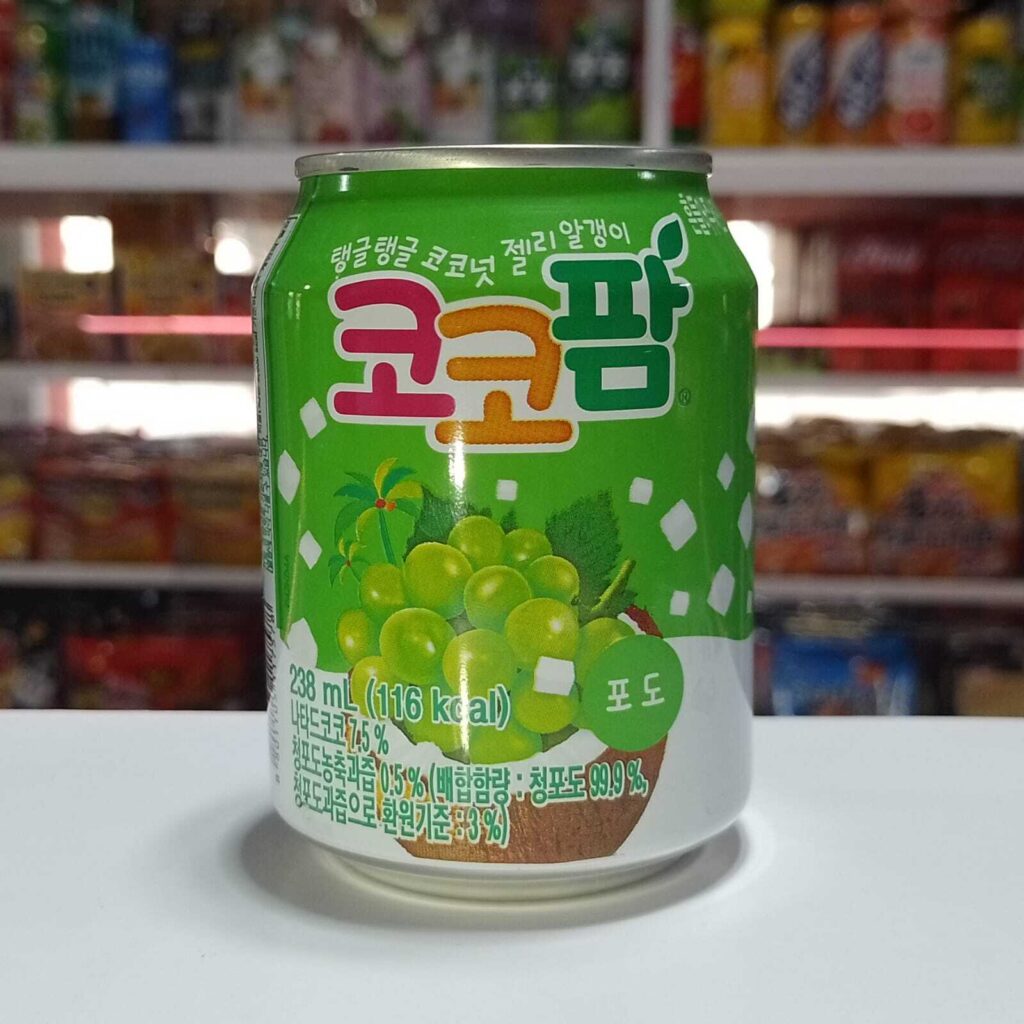 탱글탱글 코코넛 젤리 알갱이
코코팜
®
포도
238 mL (116 kcal)
나타드코코 7.5 %
청포도농축과즙 0.5 % (배합함량 : 청포도 99.9 %,
청포도과즙으로 환원기준 : 3 %)